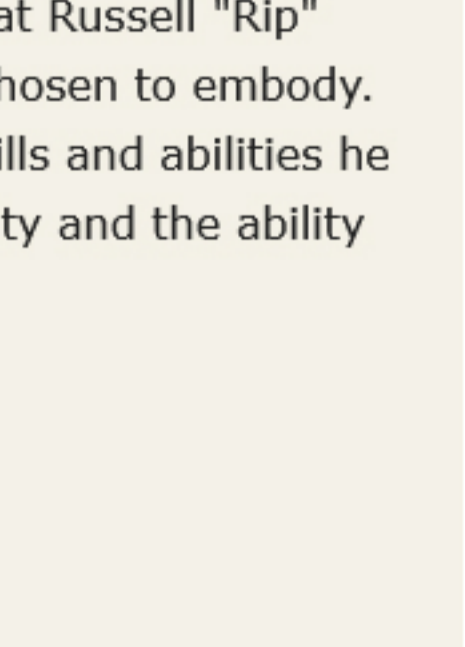 at Russell "Rip"
hosen to embody.
ills and abilities he
ty and the ability